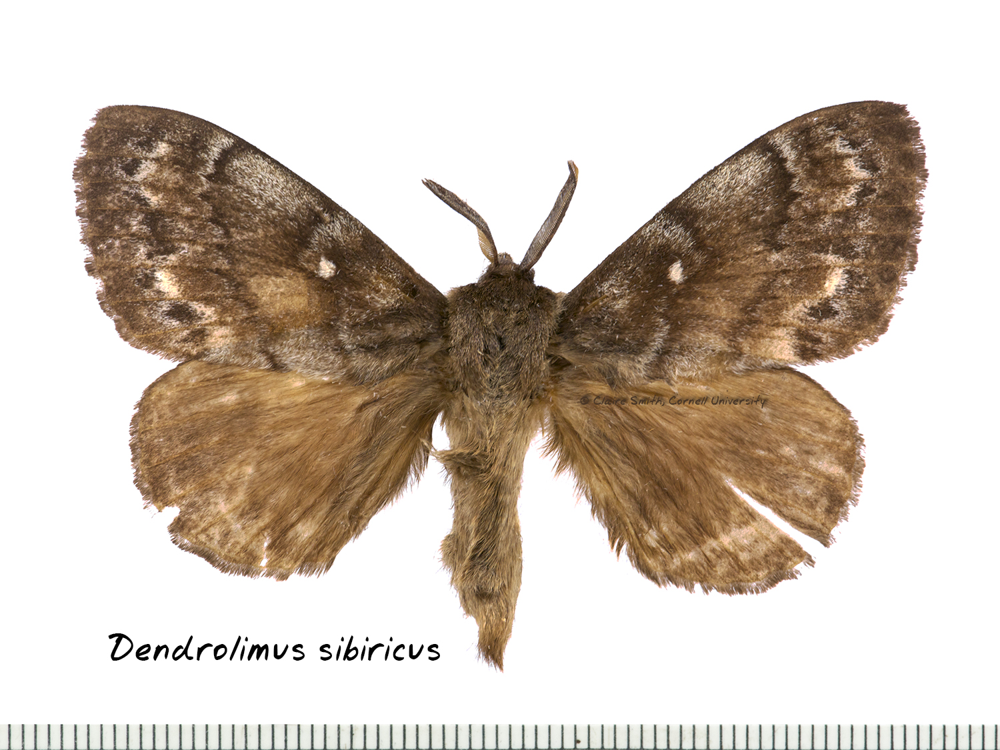 © Claire Smith, Cornell University
Dendrolimus sibiricus